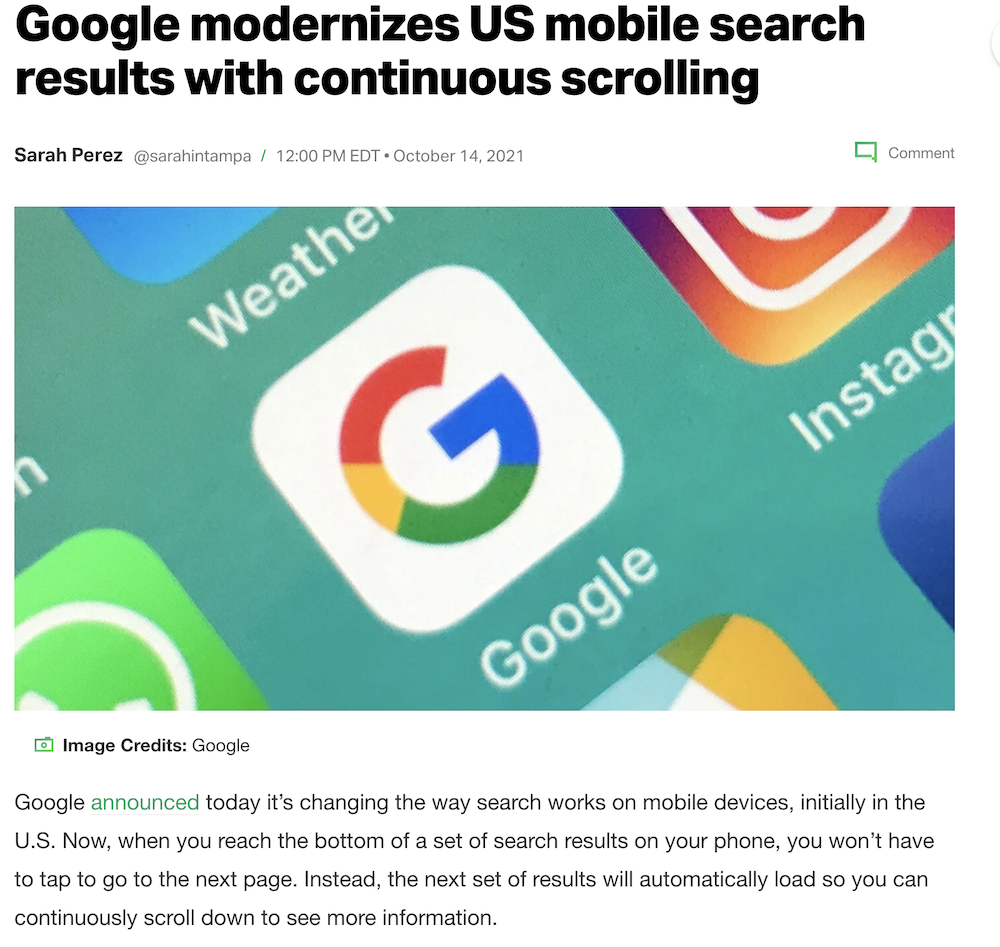 Google modernizes US mobile search
results with continuous scrolling
Sarah Perez @sarahintampa / 12:00 PM EDT • October 14, 2021
Comment
Weather
Instagr
n
Google
Image Credits: Google
Google announced today it’s changing the way search works on mobile devices, initially in the
U.S. Now, when you reach the bottom of a set of search results on your phone, you won’t have
to tap to go to the next page. Instead, the next set of results will automatically load so you can
continuously scroll down to see more information.